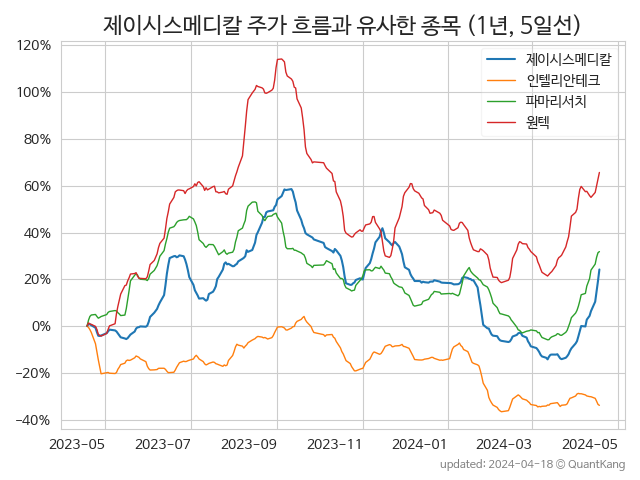 제이시스메디칼 주가 흐름과 유사한 종목 (1년, 5일선)
제이시스메디칼
인텔리안테크
파마리서치
원텍
120%
100%
80%
60%
40%
20%
0%
−20%
−40%
2023-05 2023-07 2023-09 2023-11 2024-01 2024-03 2024-05
updated: 2024-04-18 © QuantKang